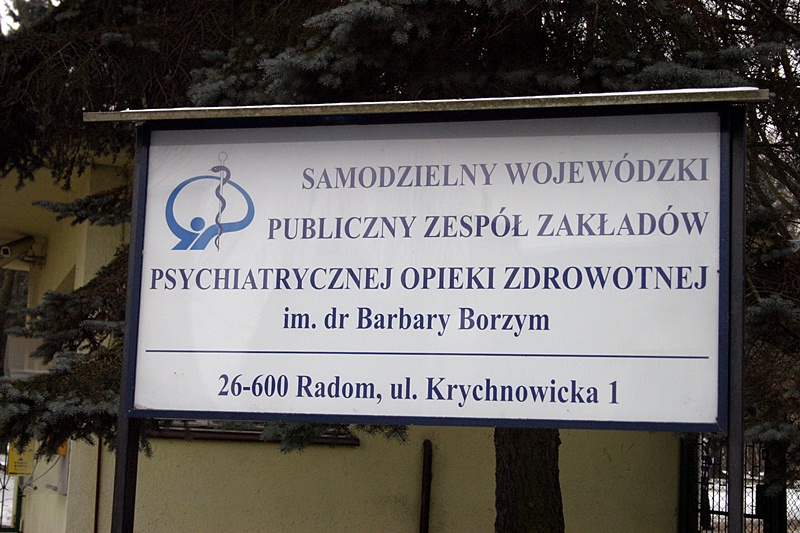 SAMODZIELNY WOJEWÓDZKI
PUBLICZNY ZESPÓŁ ZAKŁADÓW
PSYCHIATRYCZNEJ OPIEKI ZDROWOTNEJ
im. dr Barbary Borzym
26-600 Radom, ul. Krychnowicka 1